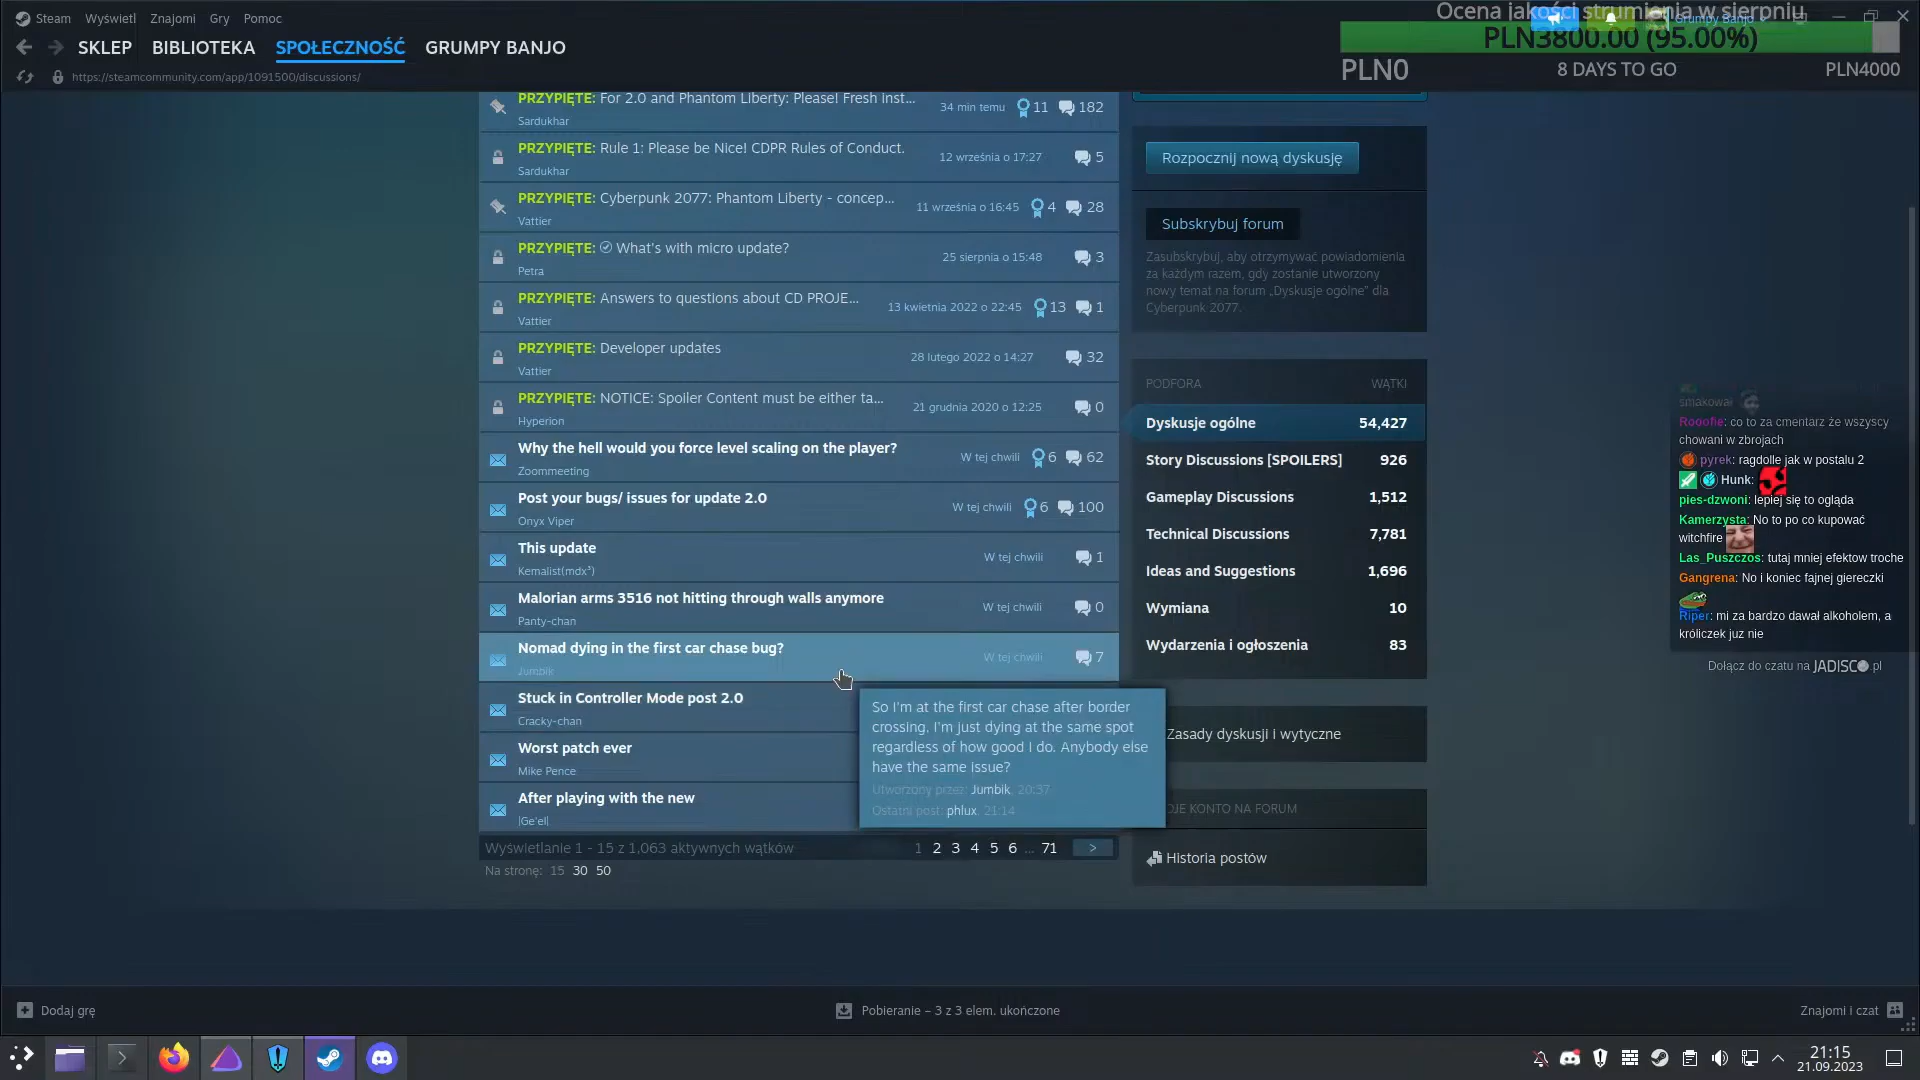 Steam Wyświetl Znajomi Gry Pomoc
Ocena jakości strumienia w sierpniu
Grumpy Banjo
SKLEP BIBLIOTEKA SPOŁECZNOŚĆ GRUMPY BANJO
PLN3800.00 (95.00%)
PLN0 8 DAYS TO GO PLN4000
https://steamcommunity.com/app/1091500/discussions/
PRZYPIĘTE: For 2.0 and Phantom Liberty: Please! Fresh Inst... 34 min temu 11 182
Sardukhar
PRZYPIĘTE: Rule 1: Please be Nice! CDPR Rules of Conduct. 12 września o 17:27 5
Sardukhar
PRZYPIĘTE: Cyberpunk 2077: Phantom Liberty - concep... 11 września o 16:45 4 28
Vattier
PRZYPIĘTE: What's with micro update? 25 sierpnia o 15:48 3
Petra
PRZYPIĘTE: Answers to questions about CD PROJE... 13 kwietnia 2022 o 22:45 13 1
Vattier
PRZYPIĘTE: Developer updates 28 lutego 2022 o 14:27 32
Vattier
PRZYPIĘTE: NOTICE: Spoiler Content must be either ta... 21 grudnia 2020 o 12:25 0
Hyperion
Why the hell would you force level scaling on the player? W tej chwili 6 62
Zoommeeting
Post your bugs/ issues for update 2.0 W tej chwili 6 100
Onyx Viper
This update W tej chwili 1
Kemalist(mdx³)
Malorian arms 3516 not hitting through walls anymore W tej chwili 0
Panty-chan
Nomad dying in the first car chase bug? W tej chwili 7
Jumbik
Stuck in Controller Mode post 2.0
Cracky-chan
Worst patch ever
Mike Pence
After playing with the new
|Ge'el|
So I'm at the first car chase after border
crossing. I'm just dying at the same spot
regardless of how good I do. Anybody else
have the same issue?
Utworzony przez: Jumbik, 20:37
Ostatni post: phlux, 21:14
Wyświetlanie 1 - 15 z 1,063 aktywnych wątków 1 2 3 4 5 6 ... 71 >
Na stronę: 15 30 50
Rozpocznij nową dyskusję
Subskrybuj forum
Zasubskrybuj, aby otrzymywać powiadomienia
za każdym razem, gdy zostanie utworzony
nowy temat na forum „Dyskusje ogólne” dla
Cyberpunk 2077.
PODFORA WĄTKI
Dyskusje ogólne 54,427
Story Discussions [SPOILERS] 926
Gameplay Discussions 1,512
Technical Discussions 7,781
Ideas and Suggestions 1,696
Wymiana 10
Wydarzenia i ogłoszenia 83
Zasady dyskusji i wytyczne
OJE KONTO NA FORUM
Historia postów
smakował
Rooofie: co to za cmentarz że wszyscy
chowani w zbrojach
pyrek: ragdolle jak w postalu 2
Hunk:
pies-dzwoni: lepiej się to ogląda
Kamerzysta: No to po co kupować
witchfire
Las_Puszczos: tutaj mniej efektow troche
Gangrena: No i koniec fajnej giereczki
Riper: mi za bardzo dawał alkoholem, a
króliczek juz nie
Dołącz do czatu na JADISCO.pl
Dodaj grę
Pobieranie – 3 z 3 elem. ukończone
Znajomi i czat
21:15
21.09.2023